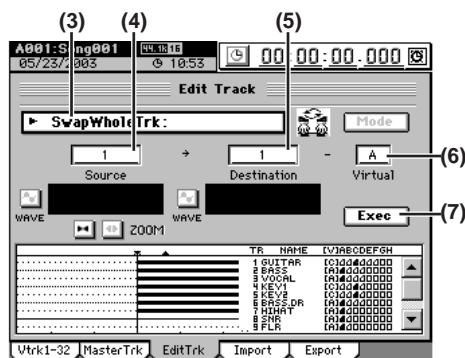 (3) (4) (5)
A001:Song001 44.1k16
05/23/2003 10:53 00:00:00.000
Edit Track
SwapWholeTrk: Mode
1 → 1 - A (6)
Source Destination Virtual
WAVE WAVE Exec (7)
ZOOM
TR NAME [V]ABCDEFGH
1 GUITAR [C]
2 BASS [A]
3 VOCAL [A]
4 KEY1 [C]
5 KEY2 [C]
6 BASS.DR [A]
7 HIHAT [A]
8 SNR [A]
9 FLR [A]
Vtrk1-32 MasterTrk EditTrk Import Export